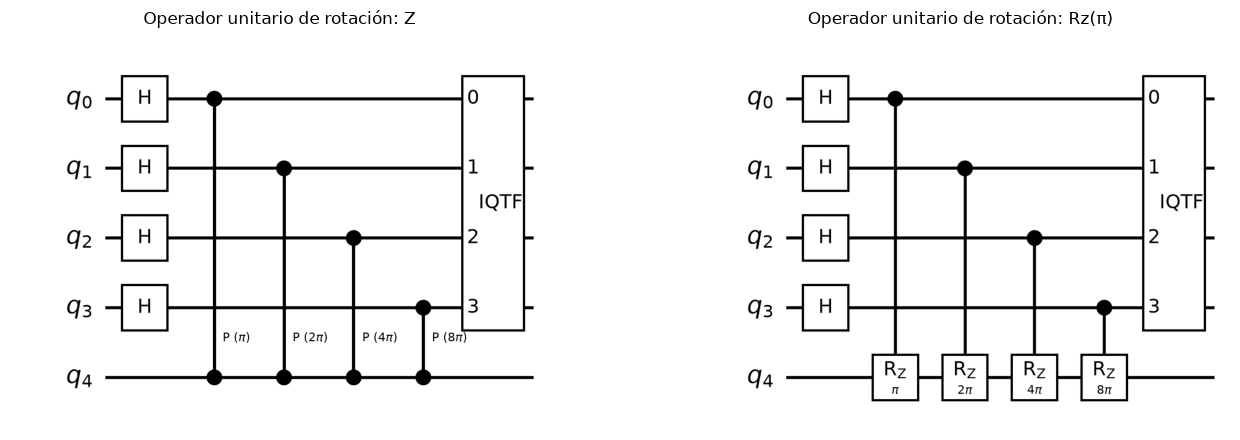 Operador unitario de rotación: Z
q0 H 0
q1 H 1
IQTF
q2 H 2
q3 H 3
P (π) P (2π) P (4π) P (8π)
q4
Operador unitario de rotación: Rz(π)
q0 H 0
q1 H 1
IQTF
q2 H 2
q3 H 3
q4 RZ RZ RZ RZ
π 2π 4π 8π